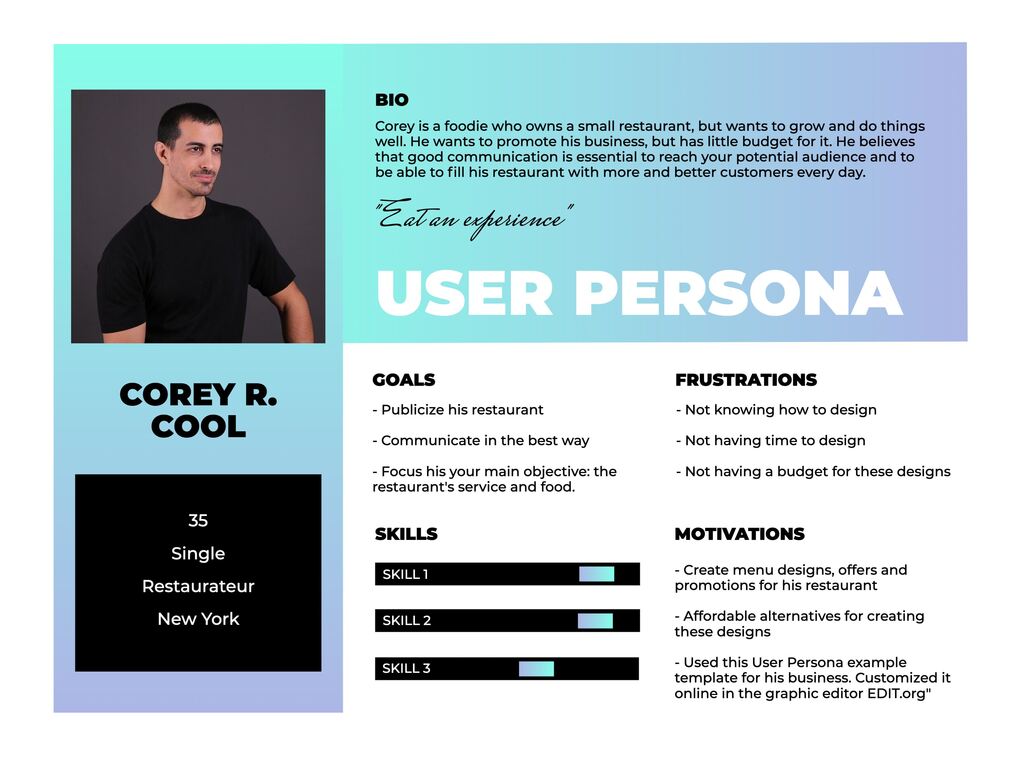 BIO
Corey is a foodie who owns a small restaurant, but wants to grow and do things
well. He wants to promote his business, but has little budget for it. He believes
that good communication is essential to reach your potential audience and to
be able to fill his restaurant with more and better customers every day.
"Eat an experience"
USER PERSONA
COREY R.
COOL
35
Single
Restaurateur
New York
GOALS
- Publicize his restaurant
- Communicate in the best way
- Focus his your main objective: the
restaurant's service and food.
FRUSTRATIONS
- Not knowing how to design
- Not having time to design
- Not having a budget for these designs
SKILLS
SKILL 1
SKILL 2
SKILL 3
MOTIVATIONS
- Create menu designs, offers and
promotions for his restaurant
- Affordable alternatives for creating
these designs
- Used this User Persona example
template for his business. Customized it
online in the graphic editor EDIT.org"